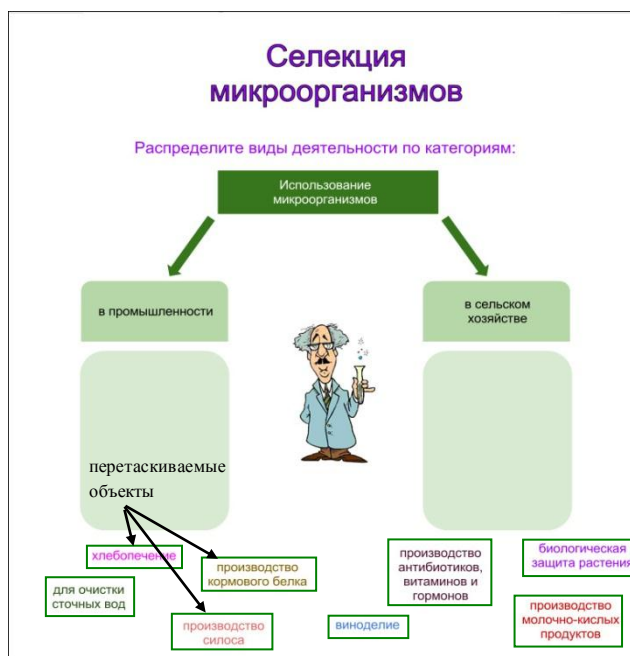 Селекция
микроорганизмов
Распределите виды деятельности по категориям:
Использование
микроорганизмов
в промышленности
в сельском
хозяйстве
перетаскиваемые
объекты
хлебопечение
производство
кормового белка
производство
антибиотиков,
витаминов и
гормонов
биологическая
защита растения
для очистки
сточных вод
производство
силоса
виноделие
производство
молочно-кислых
продуктов